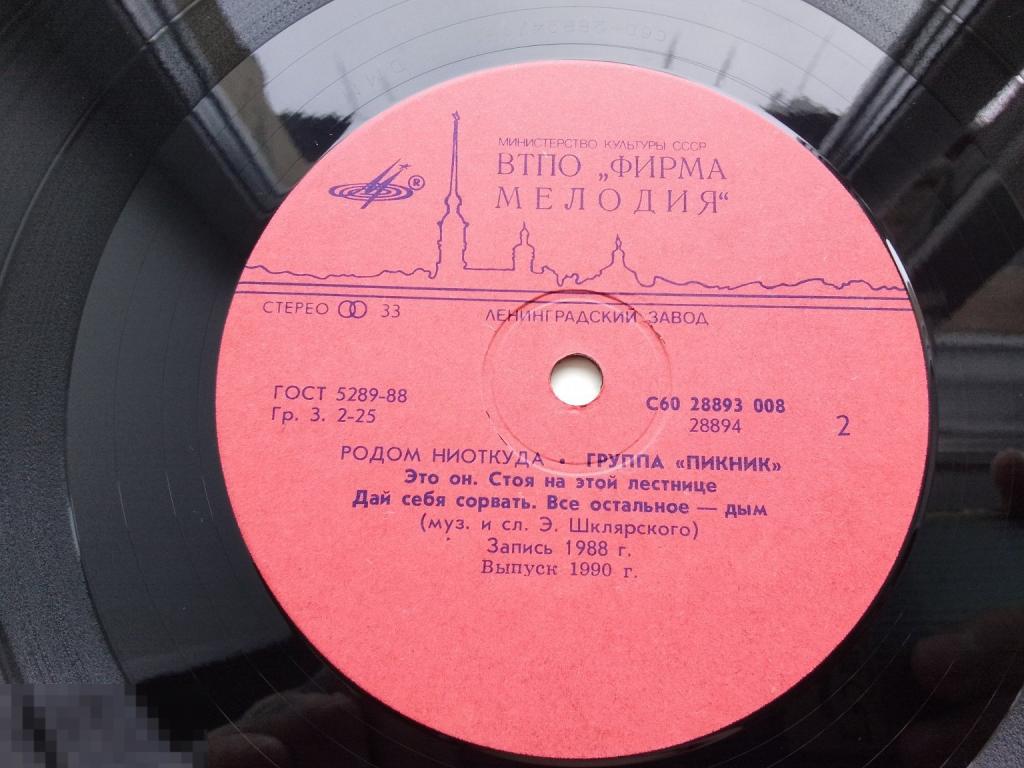 МИНИСТЕРСТВО КУЛЬТУРЫ СССР
ВТПО „ФИРМА
МЕЛОДИЯ“
®
СТЕРЕО 33
ЛЕНИНГРАДСКИЙ ЗАВОД
ГОСТ 5289-88
Гр. 3. 2-25
С60 28893 008
28894
2
РОДОМ НИОТКУДА • ГРУППА «ПИКНИК»
Это он. Стоя на этой лестнице
Дай себя сорвать. Все остальное — дым
(муз. и сл. Э. Шклярского)
Запись 1988 г.
Выпуск 1990 г.